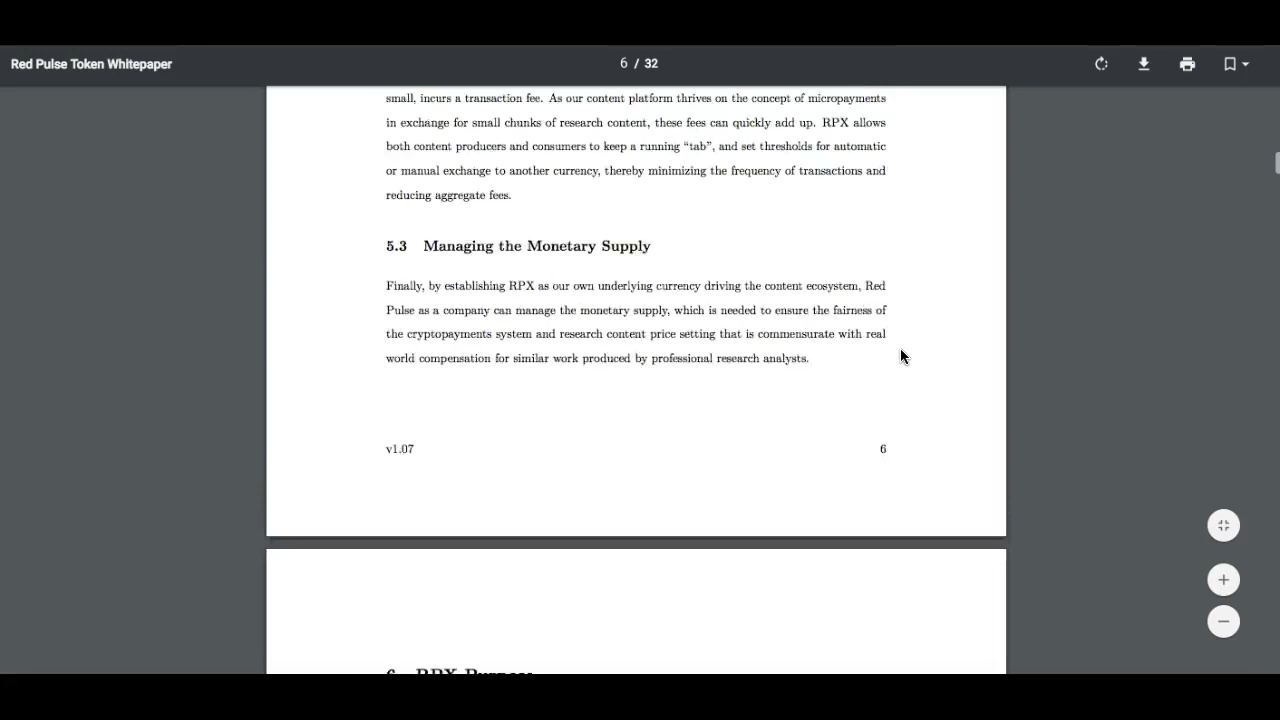 Red Pulse Token Whitepaper
6 / 32
small, incurs a transaction fee. As our content platform thrives on the concept of micropayments
in exchange for small chunks of research content, these fees can quickly add up. RPX allows
both content producers and consumers to keep a running “tab”, and set thresholds for automatic
or manual exchange to another currency, thereby minimizing the frequency of transactions and
reducing aggregate fees.
5.3 Managing the Monetary Supply
Finally, by establishing RPX as our own underlying currency driving the content ecosystem, Red
Pulse as a company can manage the monetary supply, which is needed to ensure the fairness of
the cryptopayments system and research content price setting that is commensurate with real
world compensation for similar work produced by professional research analysts.
v1.07
6
6 RPX Purpose